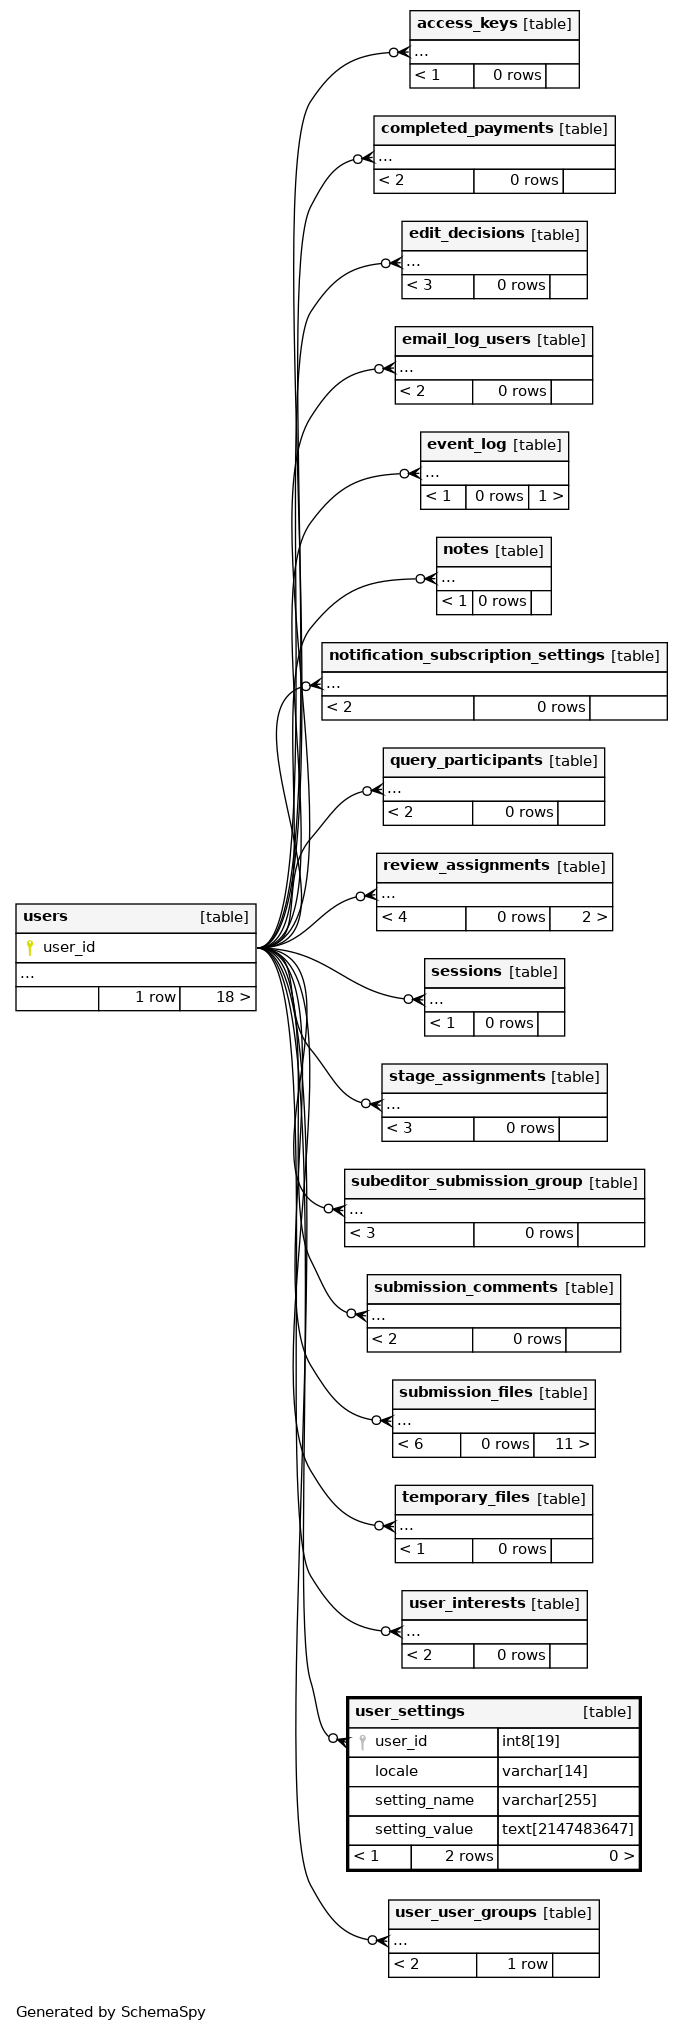 access_keys [table]
...
< 1 0 rows
completed_payments [table]
...
< 2 0 rows
edit_decisions [table]
...
< 3 0 rows
email_log_users [table]
...
< 2 0 rows
event_log [table]
...
< 1 0 rows 1 >
notes [table]
...
< 1 0 rows
notification_subscription_settings [table]
...
< 2 0 rows
query_participants [table]
...
< 2 0 rows
review_assignments [table]
...
< 4 0 rows 2 >
users [table]
user_id
...
1 row 18 >
sessions [table]
...
< 1 0 rows
stage_assignments [table]
...
< 3 0 rows
subeditor_submission_group [table]
...
< 3 0 rows
submission_comments [table]
...
< 2 0 rows
submission_files [table]
...
< 6 0 rows 11 >
temporary_files [table]
...
< 1 0 rows
user_interests [table]
...
< 2 0 rows
user_settings [table]
user_id int8[19]
locale varchar[14]
setting_name varchar[255]
setting_value text[2147483647]
< 1 2 rows 0 >
user_user_groups [table]
...
< 2 1 row
Generated by SchemaSpy